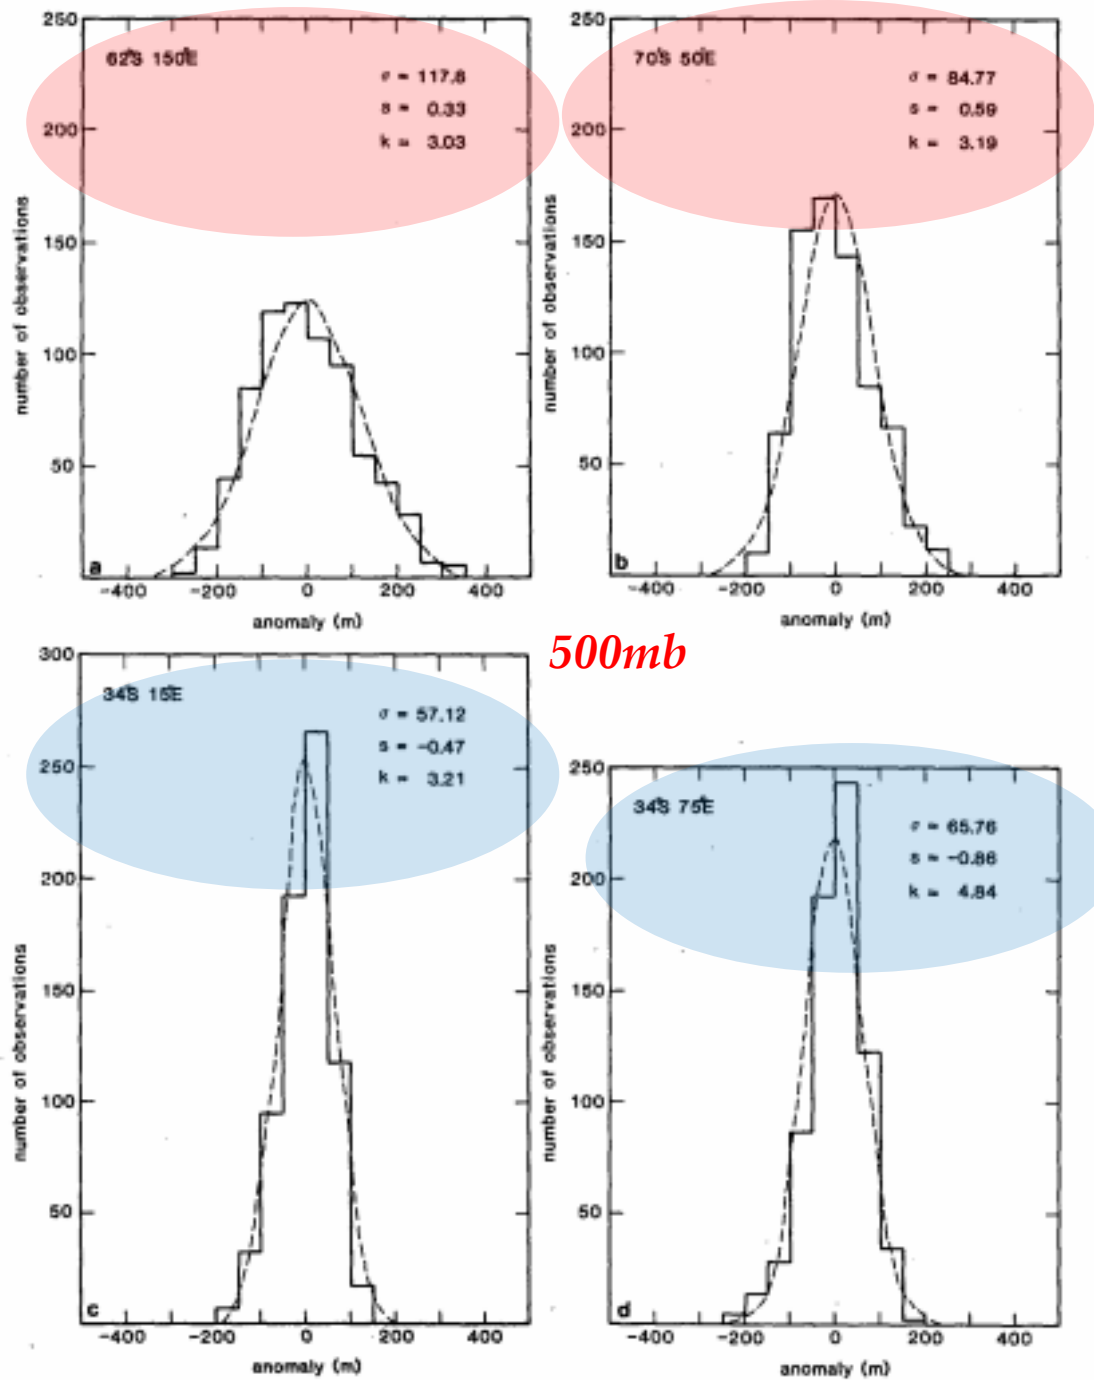 62°S 150°E
σ = 117.8
s = 0.33
k = 3.03
250
200
150
100
50
number of observations
a
-400 -200 0 200 400
anomaly (m)
70°S 50°E
σ = 84.77
s = 0.59
k = 3.19
250
200
150
100
50
number of observations
b
-400 -200 0 200 400
anomaly (m)
500mb
34°S 15°E
σ = 57.12
s = -0.47
k = 3.21
300
250
200
150
100
50
number of observations
c
-400 -200 0 200 400
anomaly (m)
34°S 75°E
σ = 65.76
s = -0.86
k = 4.84
250
200
150
100
50
number of observations
d
-400 -200 0 200 400
anomaly (m)